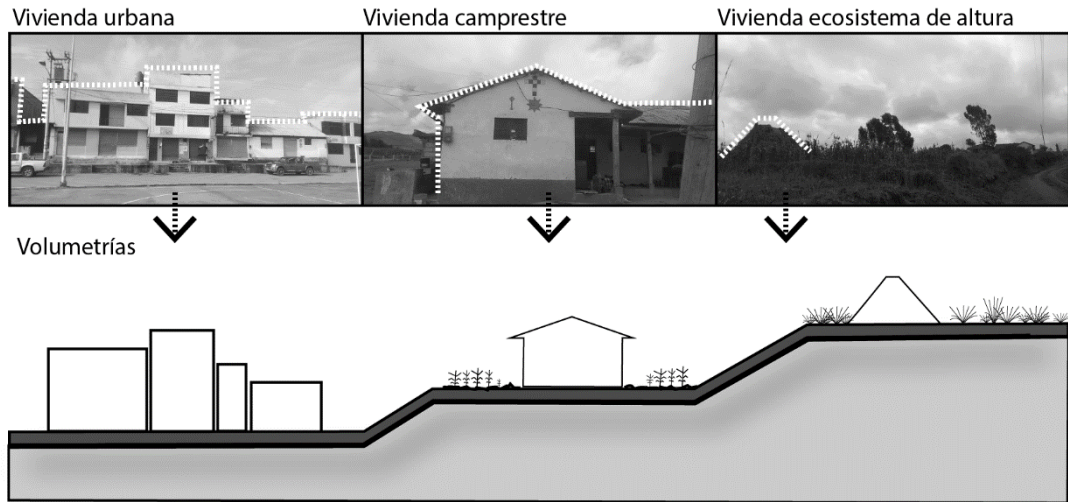 Vivienda urbana
Vivienda camprestre
Vivienda ecosistema de altura
Volumetrías